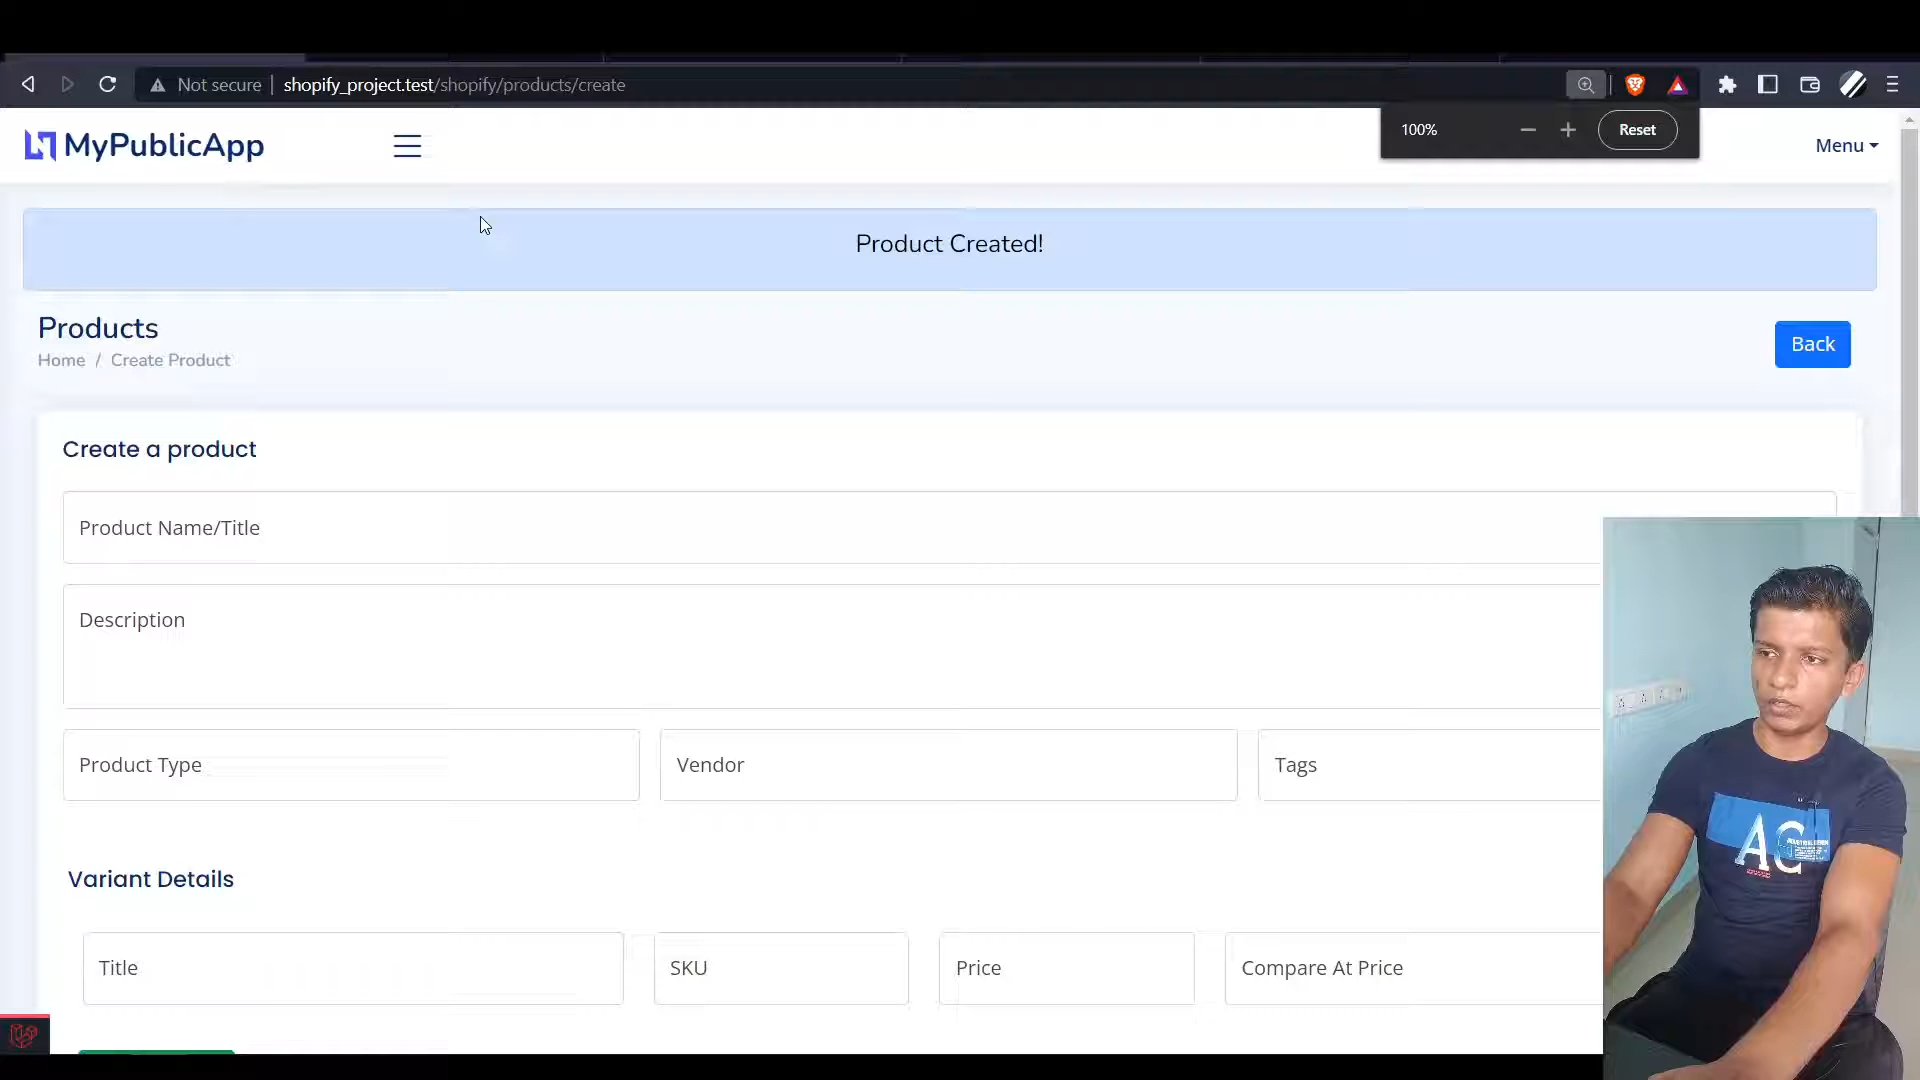 Not secure
shopify_project.test/shopify/products/create
100%
Reset
MyPublicApp
Menu
Product Created!
Products
Home / Create Product
Back
Create a product
Product Name/Title
Description
Product Type
Vendor
Tags
Variant Details
Title
SKU
Price
Compare At Price
AC